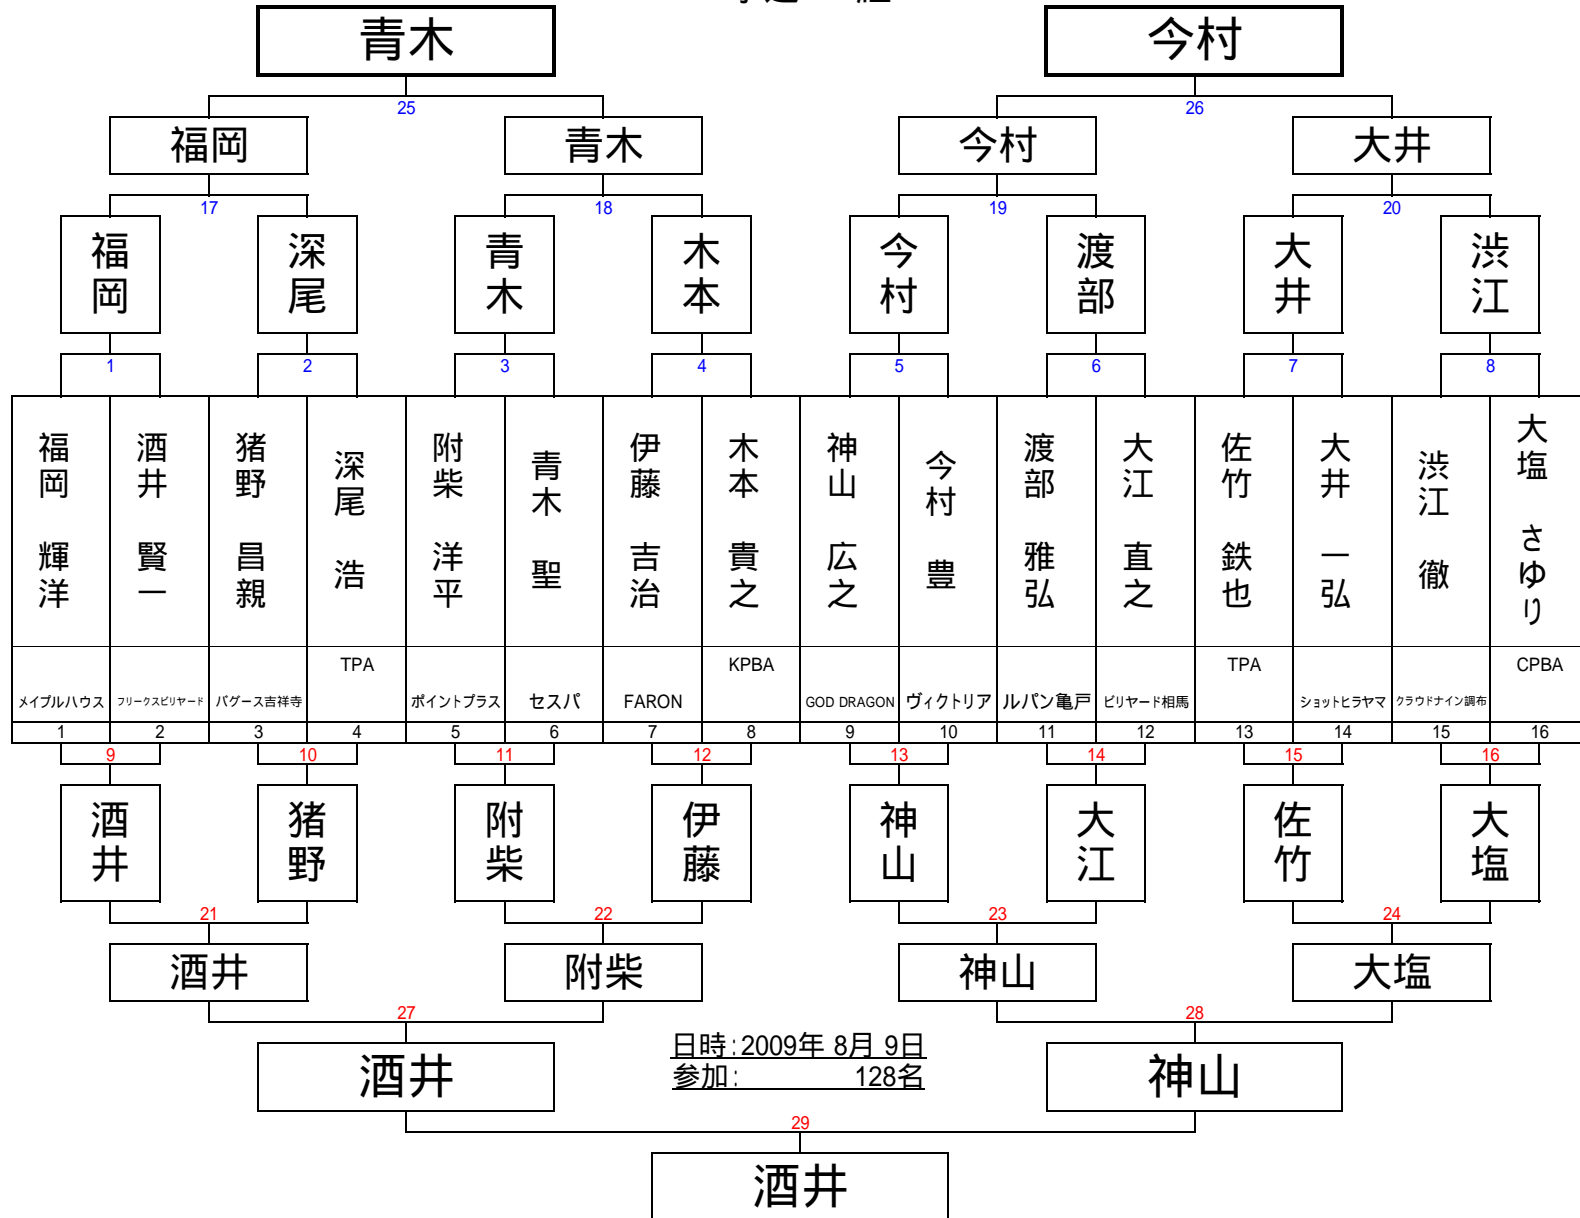 青木 今村
25 26
福岡 青木 今村 大井
17 18 19 20
福岡 深尾 青木 木本 今村 渡部 大井 渋江
1 2 3 4 5 6 7 8
福岡 輝洋
酒井 賢一
猪野 昌親
深尾 浩
附柴 洋平
青木 聖
伊藤 吉治
木本 貴之
神山 広之
今村 豊
渡部 雅弘
大江 直之
佐竹 鉄也
大井 一弘
渋江 徹
大塩 さゆり
TPA KPBA TPA CPBA
メイプルハウス フリークスビリヤード バグース吉祥寺 ポイントプラス セスパ FARON GOD DRAGON ヴィクトリア ルパン亀戸 ビリヤード相馬 ショットヒラヤマ クラウドナイン調布
1 2 3 4 5 6 7 8 9 10 11 12 13 14 15 16
9 10 11 12 13 14 15 16
酒井 猪野 附柴 伊藤 神山 大江 佐竹 大塩
21 22 23 24
酒井 附柴 神山 大塩
27 28
酒井 神山
日時:2009年 8月 9日
参加: 128名
29
酒井